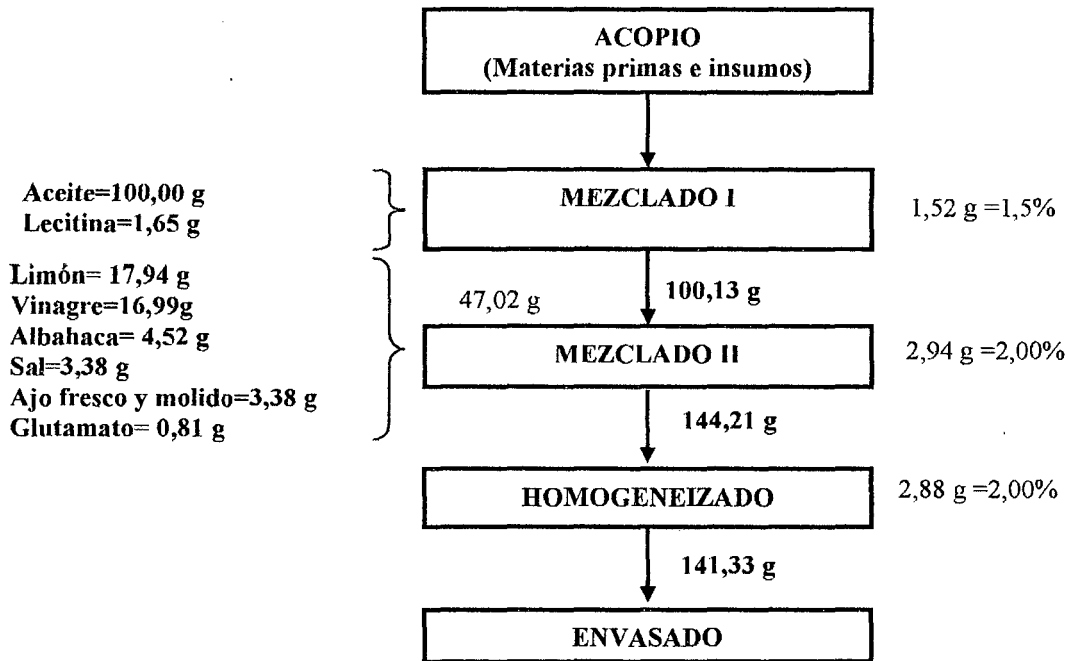 ACOPIO
(Materias primas e insumos)
Aceite=100,00 g
Lecitina=1,65 g
MEZCLADO I
1,52 g =1,5%
Limón= 17,94 g
Vinagre=16,99g
Albahaca= 4,52 g
Sal=3,38 g
Ajo fresco y molido=3,38 g
Glutamato= 0,81 g
47,02 g
100,13 g
MEZCLADO II
2,94 g =2,00%
144,21 g
HOMOGENEIZADO
2,88 g =2,00%
141,33 g
ENVASADO